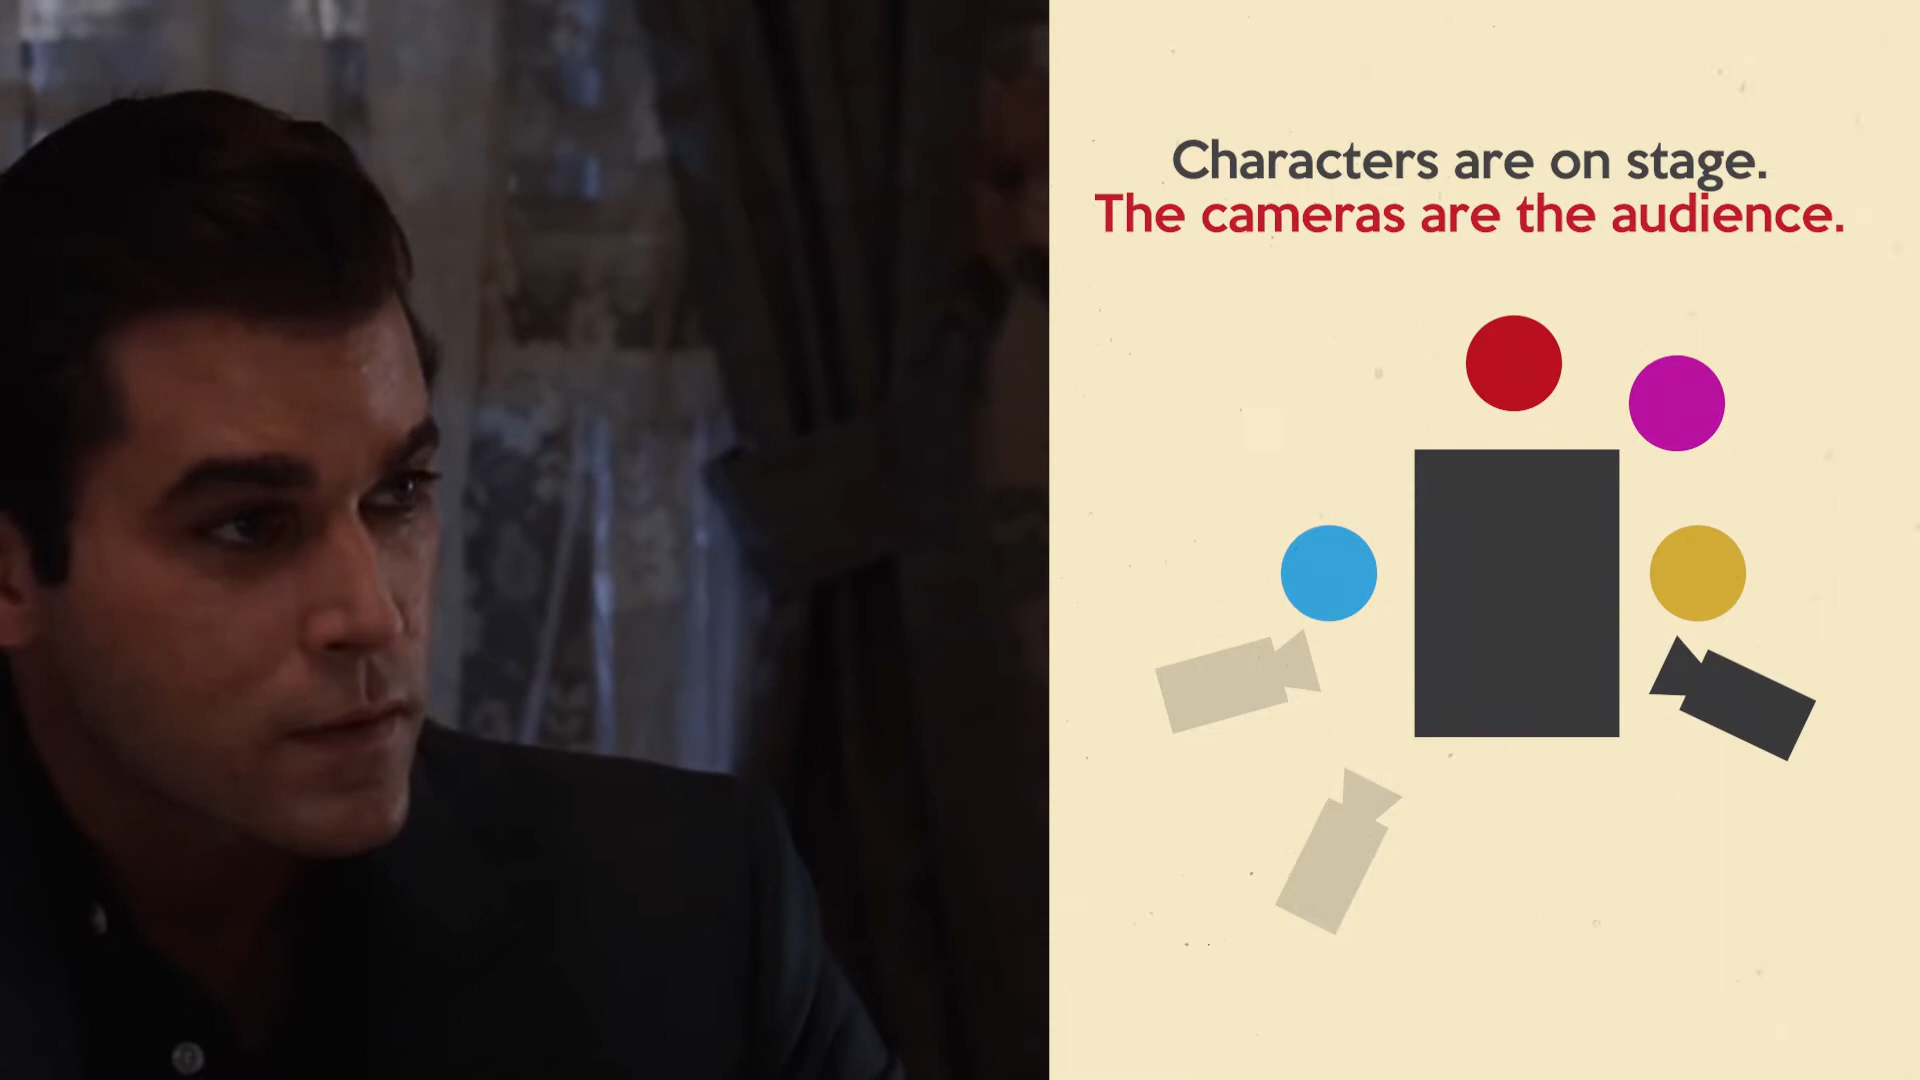 Characters are on stage.
The cameras are the audience.